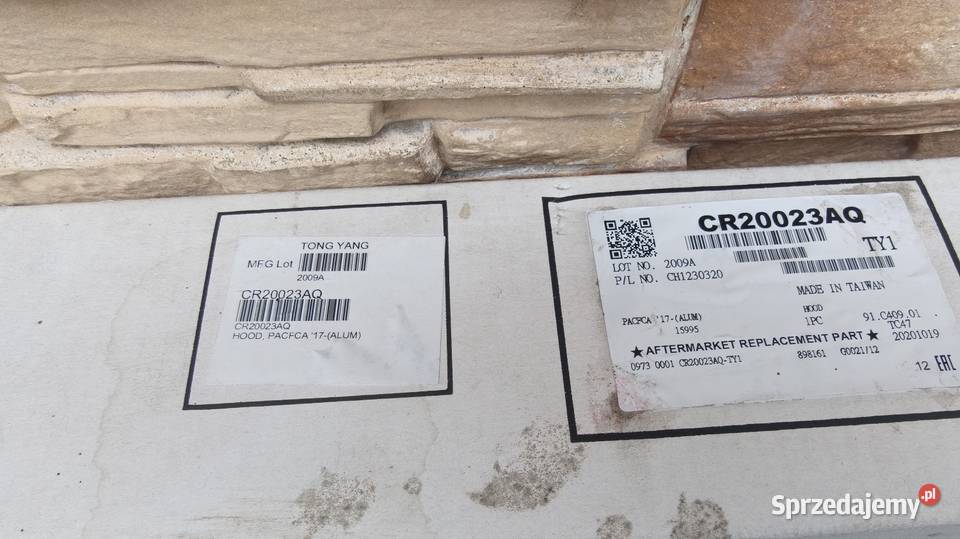 TONG YANG
MFG Lot
2009A
CR20023AQ
CR20023AQ
HOOD, PACFCA '17-(ALUM)
CR20023AQ
TY1
LOT NO. 2009A
P/L NO. CH1230320
MADE IN TAIWAN
HOOD
PACFCA '17-(ALUM) 1PC 91.C409.01
15995 TC47
★AFTERMARKET REPLACEMENT PART★ 20201019
0973 0001 CR20023AQ-TY1 898161 G0021/12
12 EAC
Sprzedajemy.pl